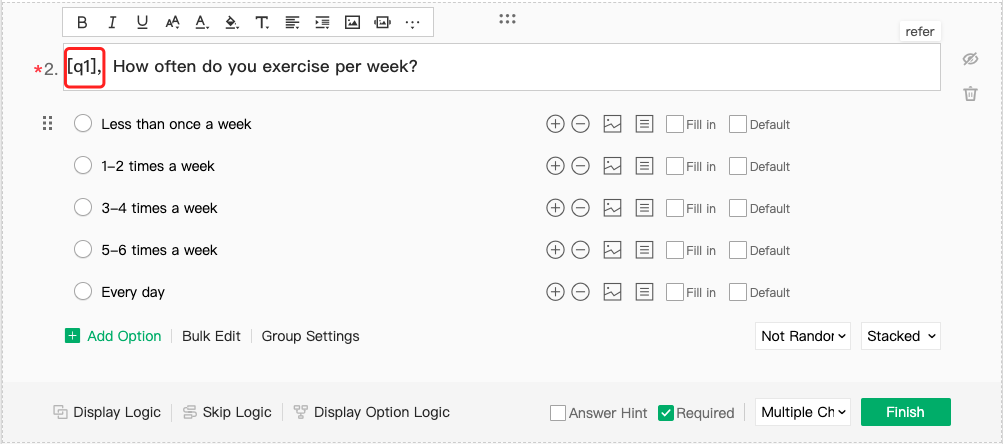 B I U AA A T
refer
*2. [q1], How often do you exercise per week?
Less than once a week Fill in Default
1–2 times a week Fill in Default
3–4 times a week Fill in Default
5–6 times a week Fill in Default
Every day Fill in Default
Add Option Bulk Edit Group Settings Not Randor Stacked
Display Logic Skip Logic Display Option Logic Answer Hint Required Multiple Ch Finish